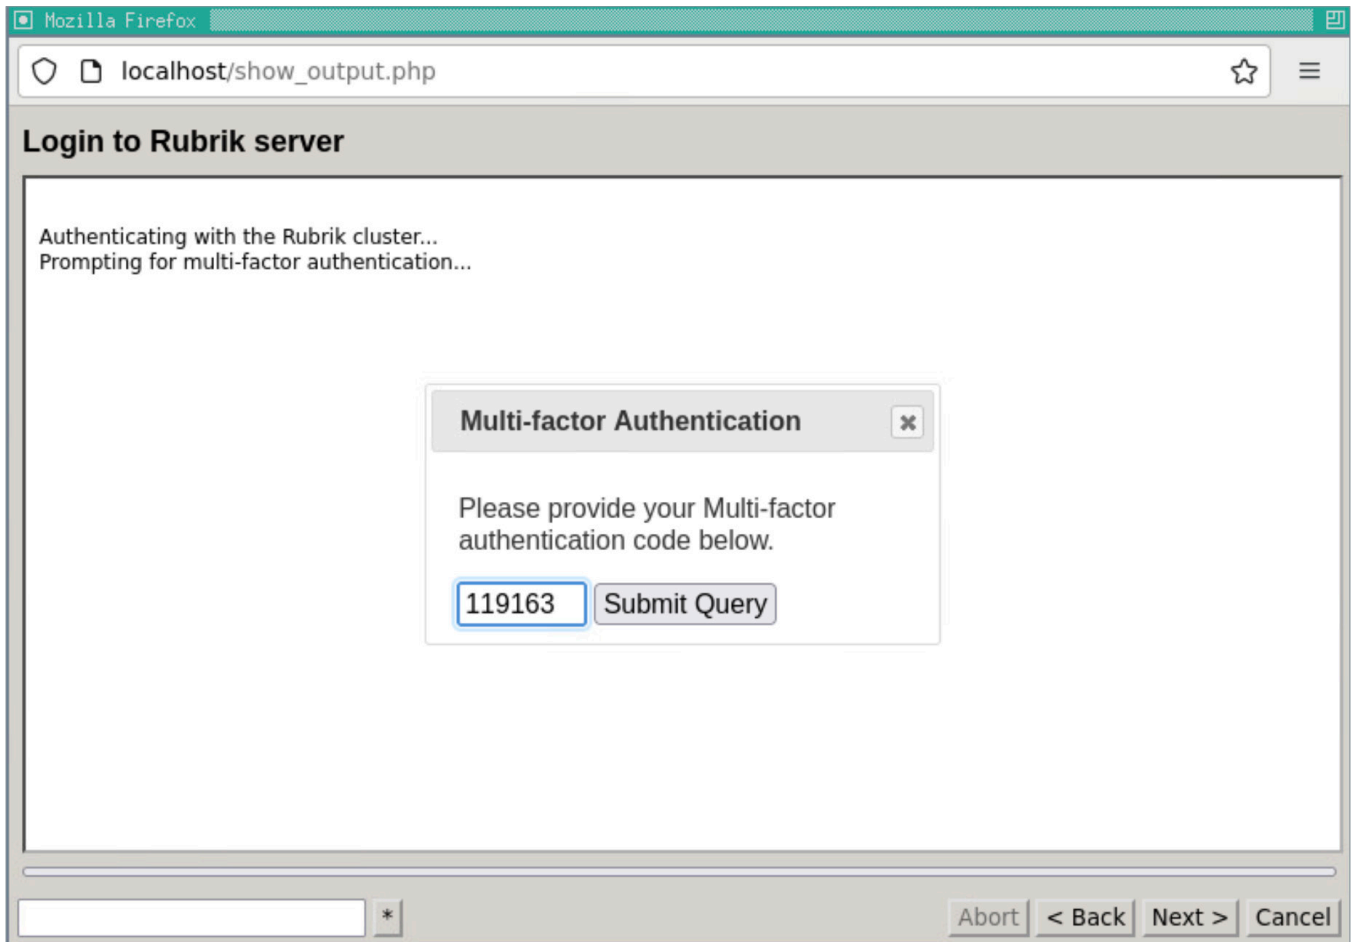 Mozilla Firefox
localhost/show_output.php
Login to Rubrik server
Authenticating with the Rubrik cluster...
Prompting for multi-factor authentication...
Multi-factor Authentication
Please provide your Multi-factor
authentication code below.
119163 Submit Query
* Abort < Back Next > Cancel